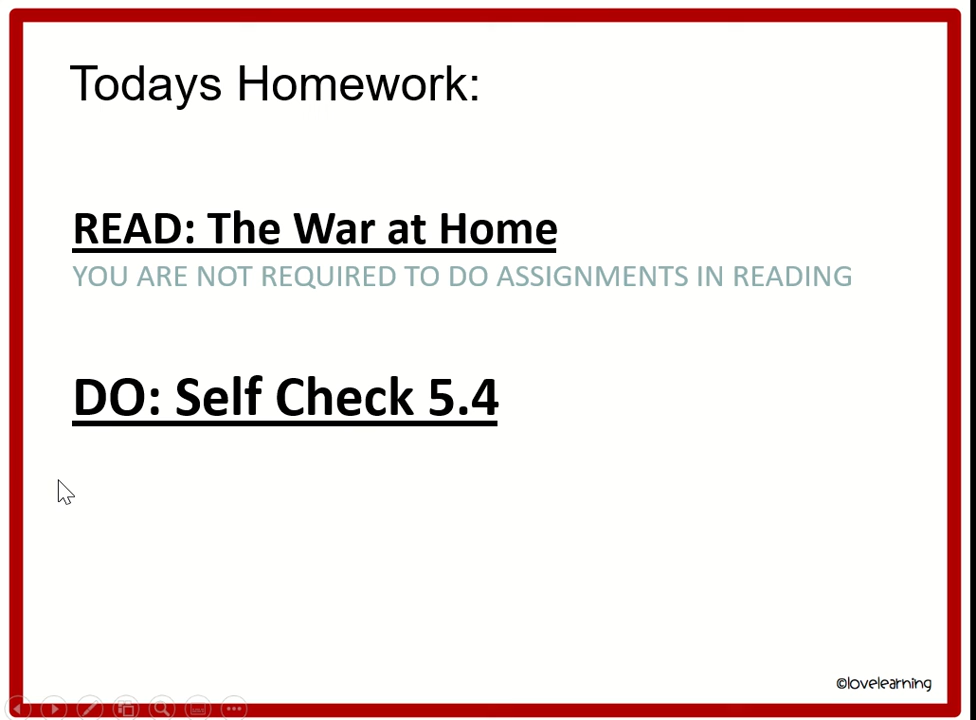 Todays Homework:
READ: The War at Home
YOU ARE NOT REQUIRED TO DO ASSIGNMENTS IN READING
DO: Self Check 5.4
©lovelearning